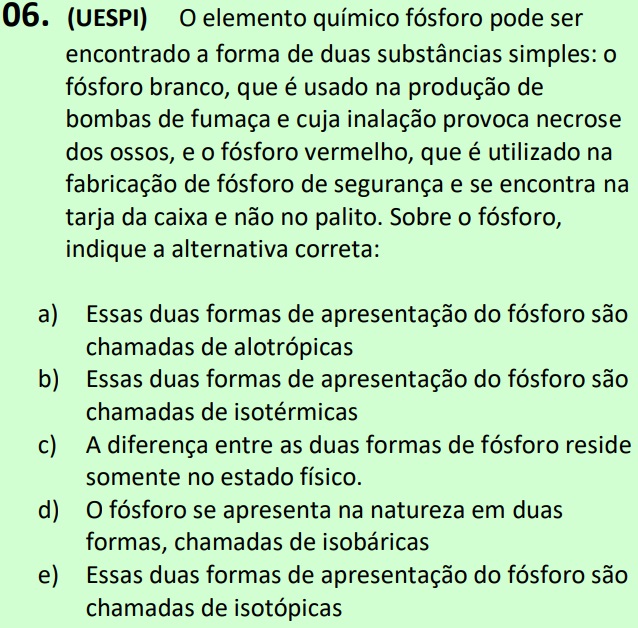 06. (UESPI) O elemento químico fósforo pode ser
encontrado a forma de duas substâncias simples: o
fósforo branco, que é usado na produção de
bombas de fumaça e cuja inalação provoca necrose
dos ossos, e o fósforo vermelho, que é utilizado na
fabricação de fósforo de segurança e se encontra na
tarja da caixa e não no palito. Sobre o fósforo,
indique a alternativa correta:
a) Essas duas formas de apresentação do fósforo são
chamadas de alotrópicas
b) Essas duas formas de apresentação do fósforo são
chamadas de isotérmicas
c) A diferença entre as duas formas de fósforo reside
somente no estado físico.
d) O fósforo se apresenta na natureza em duas
formas, chamadas de isobáricas
e) Essas duas formas de apresentação do fósforo são
chamadas de isotópicas